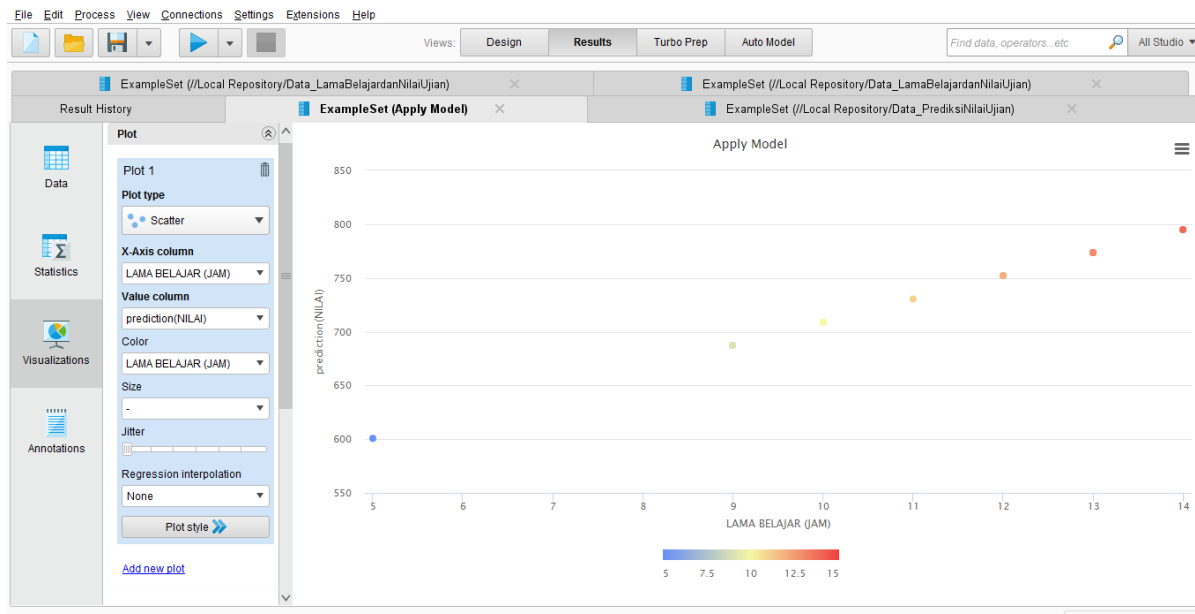 File Edit Process View Connections Settings Extensions Help
Views: Design Results Turbo Prep Auto Model Find data, operators...etc All Studio
ExampleSet (//Local Repository/Data_LamaBelajardanNilaiUjian) ExampleSet (//Local Repository/Data_LamaBelajardanNilaiUjian)
Result History ExampleSet (Apply Model) ExampleSet (//Local Repository/Data_PrediksiNilaiUjian)
Data
Statistics
Visualizations
Annotations
Plot
Plot 1
Plot type
Scatter
X-Axis column
LAMA BELAJAR (JAM)
Value column
prediction(NILAI)
Color
LAMA BELAJAR (JAM)
Size
-
Jitter
Regression interpolation
None
Plot style
Add new plot
Apply Model
850
800
750
700
650
600
550
prediction(NILAI)
5 6 7 8 9 10 11 12 13 14
LAMA BELAJAR (JAM)
5 7.5 10 12.5 15